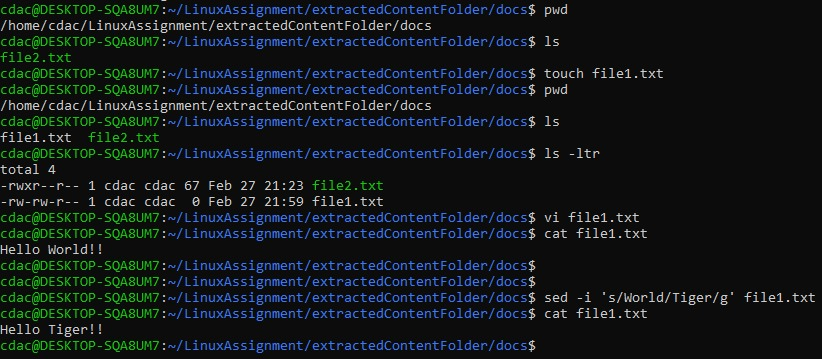 cdac@DESKTOP-SQA8UM7:~/LinuxAssignment/extractedContentFolder/docs$ pwd
/home/cdac/LinuxAssignment/extractedContentFolder/docs
cdac@DESKTOP-SQA8UM7:~/LinuxAssignment/extractedContentFolder/docs$ ls
file2.txt
cdac@DESKTOP-SQA8UM7:~/LinuxAssignment/extractedContentFolder/docs$ touch file1.txt
cdac@DESKTOP-SQA8UM7:~/LinuxAssignment/extractedContentFolder/docs$ pwd
/home/cdac/LinuxAssignment/extractedContentFolder/docs
cdac@DESKTOP-SQA8UM7:~/LinuxAssignment/extractedContentFolder/docs$ ls
file1.txt  file2.txt
cdac@DESKTOP-SQA8UM7:~/LinuxAssignment/extractedContentFolder/docs$ ls -ltr
total 4
-rwxr--r-- 1 cdac cdac 67 Feb 27 21:23 file2.txt
-rw-rw-r-- 1 cdac cdac  0 Feb 27 21:59 file1.txt
cdac@DESKTOP-SQA8UM7:~/LinuxAssignment/extractedContentFolder/docs$ vi file1.txt
cdac@DESKTOP-SQA8UM7:~/LinuxAssignment/extractedContentFolder/docs$ cat file1.txt
Hello World!!
cdac@DESKTOP-SQA8UM7:~/LinuxAssignment/extractedContentFolder/docs$
cdac@DESKTOP-SQA8UM7:~/LinuxAssignment/extractedContentFolder/docs$
cdac@DESKTOP-SQA8UM7:~/LinuxAssignment/extractedContentFolder/docs$ sed -i 's/World/Tiger/g' file1.txt
cdac@DESKTOP-SQA8UM7:~/LinuxAssignment/extractedContentFolder/docs$ cat file1.txt
Hello Tiger!!
cdac@DESKTOP-SQA8UM7:~/LinuxAssignment/extractedContentFolder/docs$